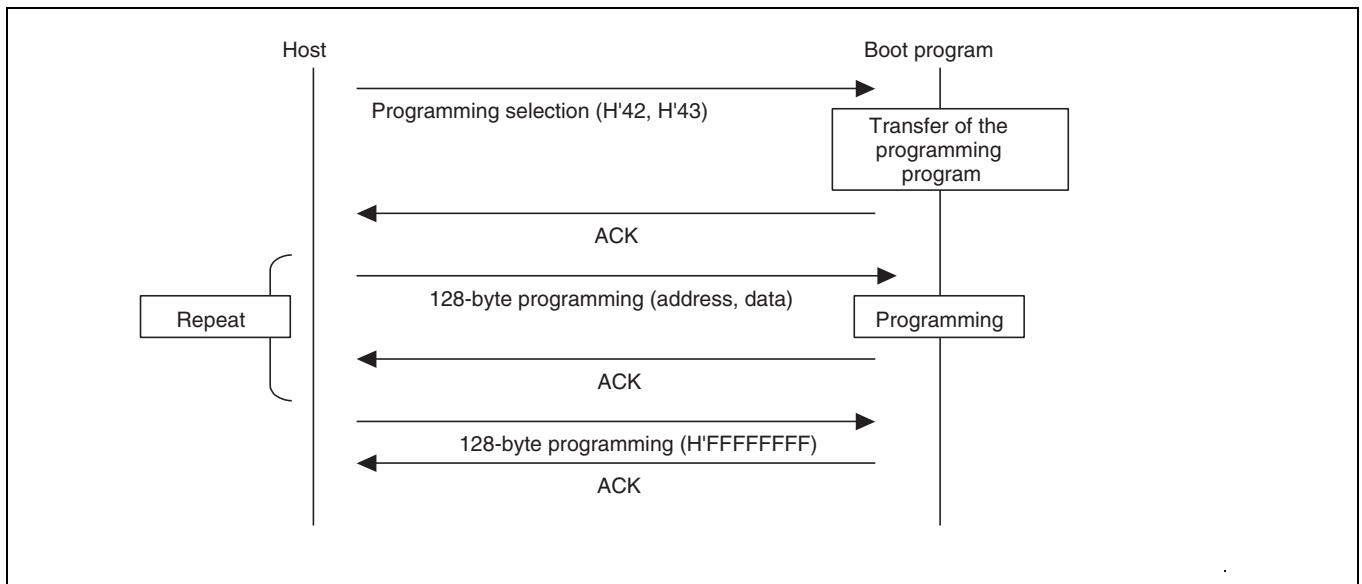 Host
Boot program
Programming selection (H'42, H'43)
Transfer of the
programming
program
ACK
128-byte programming (address, data)
Repeat
Programming
ACK
128-byte programming (H'FFFFFFFF)
ACK